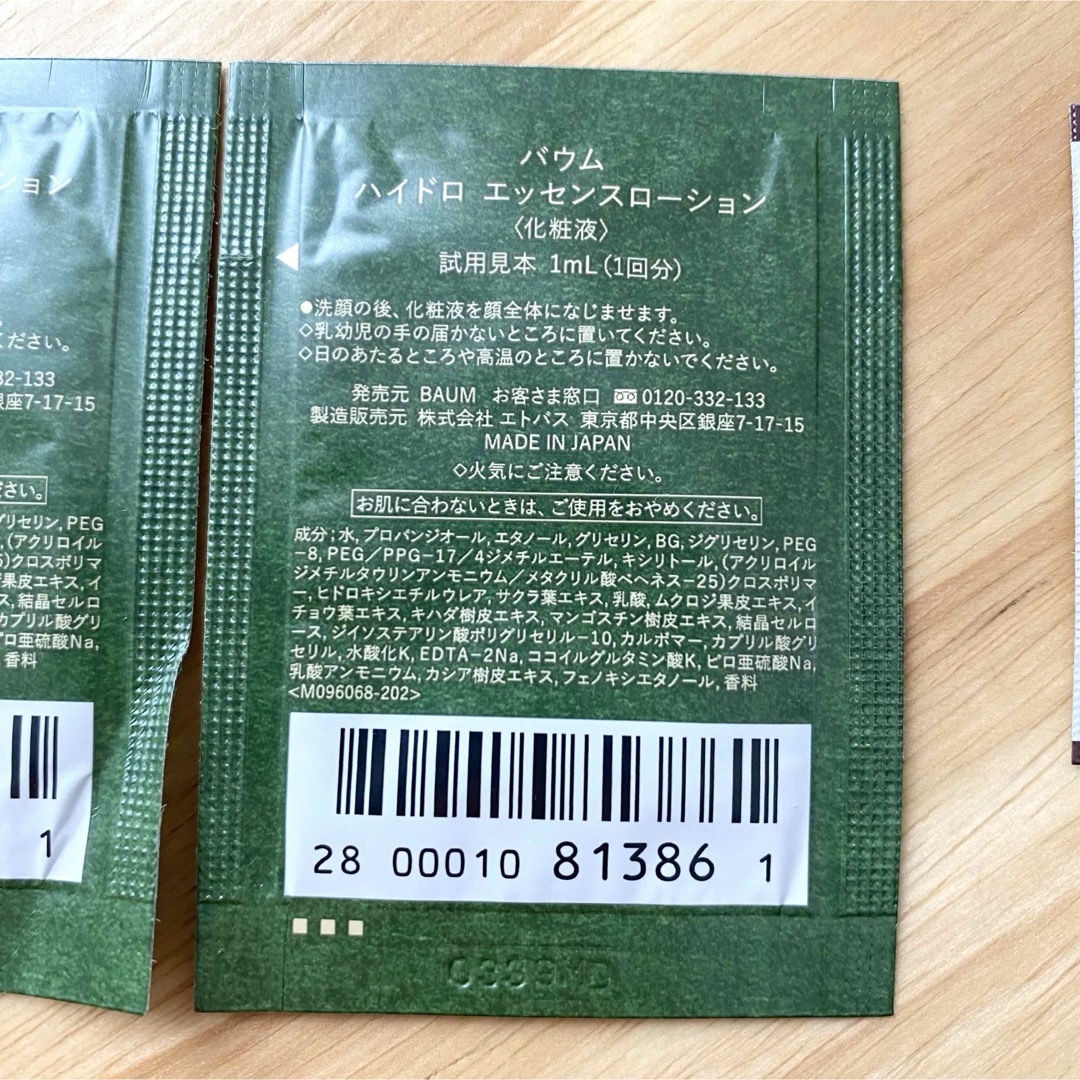 バウム
ハイドロ エッセンスローション
〈化粧液〉
試用見本 1mL (1回分)
●洗顔の後、化粧液を顔全体になじませます。
◇乳幼児の手の届かないところに置いてください。
◇日のあたるところや高温のところに置かないでください。
発売元 BAUM お客さま窓口 0120-332-133
製造販売元 株式会社 エトバス 東京都中央区銀座7-17-15
MADE IN JAPAN
◇火気にご注意ください。
お肌に合わないときは、ご使用をおやめください。
成分：水, プロパンジオール, エタノール, グリセリン, BG, ジグリセリン, PEG
-8, PEG／PPG-17／4ジメチルエーテル, キシリトール, (アクリロイル
ジメチルタウリンアンモニウム／メタクリル酸ベヘネス-25)クロスポリマ
ー, ヒドロキシエチルウレア, サクラ葉エキス, 乳酸, ムクロジ果皮エキス, イ
チョウ葉エキス, キハダ樹皮エキス, マンゴスチン樹皮エキス, 結晶セルロ
ース, ジイソステアリン酸ポリグリセリル-10, カルボマー, カプリル酸グリ
セリル, 水酸化K, EDTA-2Na, ココイルグルタミン酸K, ピロ亜硫酸Na,
乳酸アンモニウム, カシア樹皮エキス, フェノキシエタノール, 香料
<M096068-202>
28 00010 81386 1
ション
ください。
32-133
座7-17-15
ださい。
グリセリン, PEG
, (アクリロイル
5)クロスポリマ
ジ果皮エキス, イ
ス, 結晶セルロ
カプリル酸グリ
ピロ亜硫酸Na,
, 香料
1